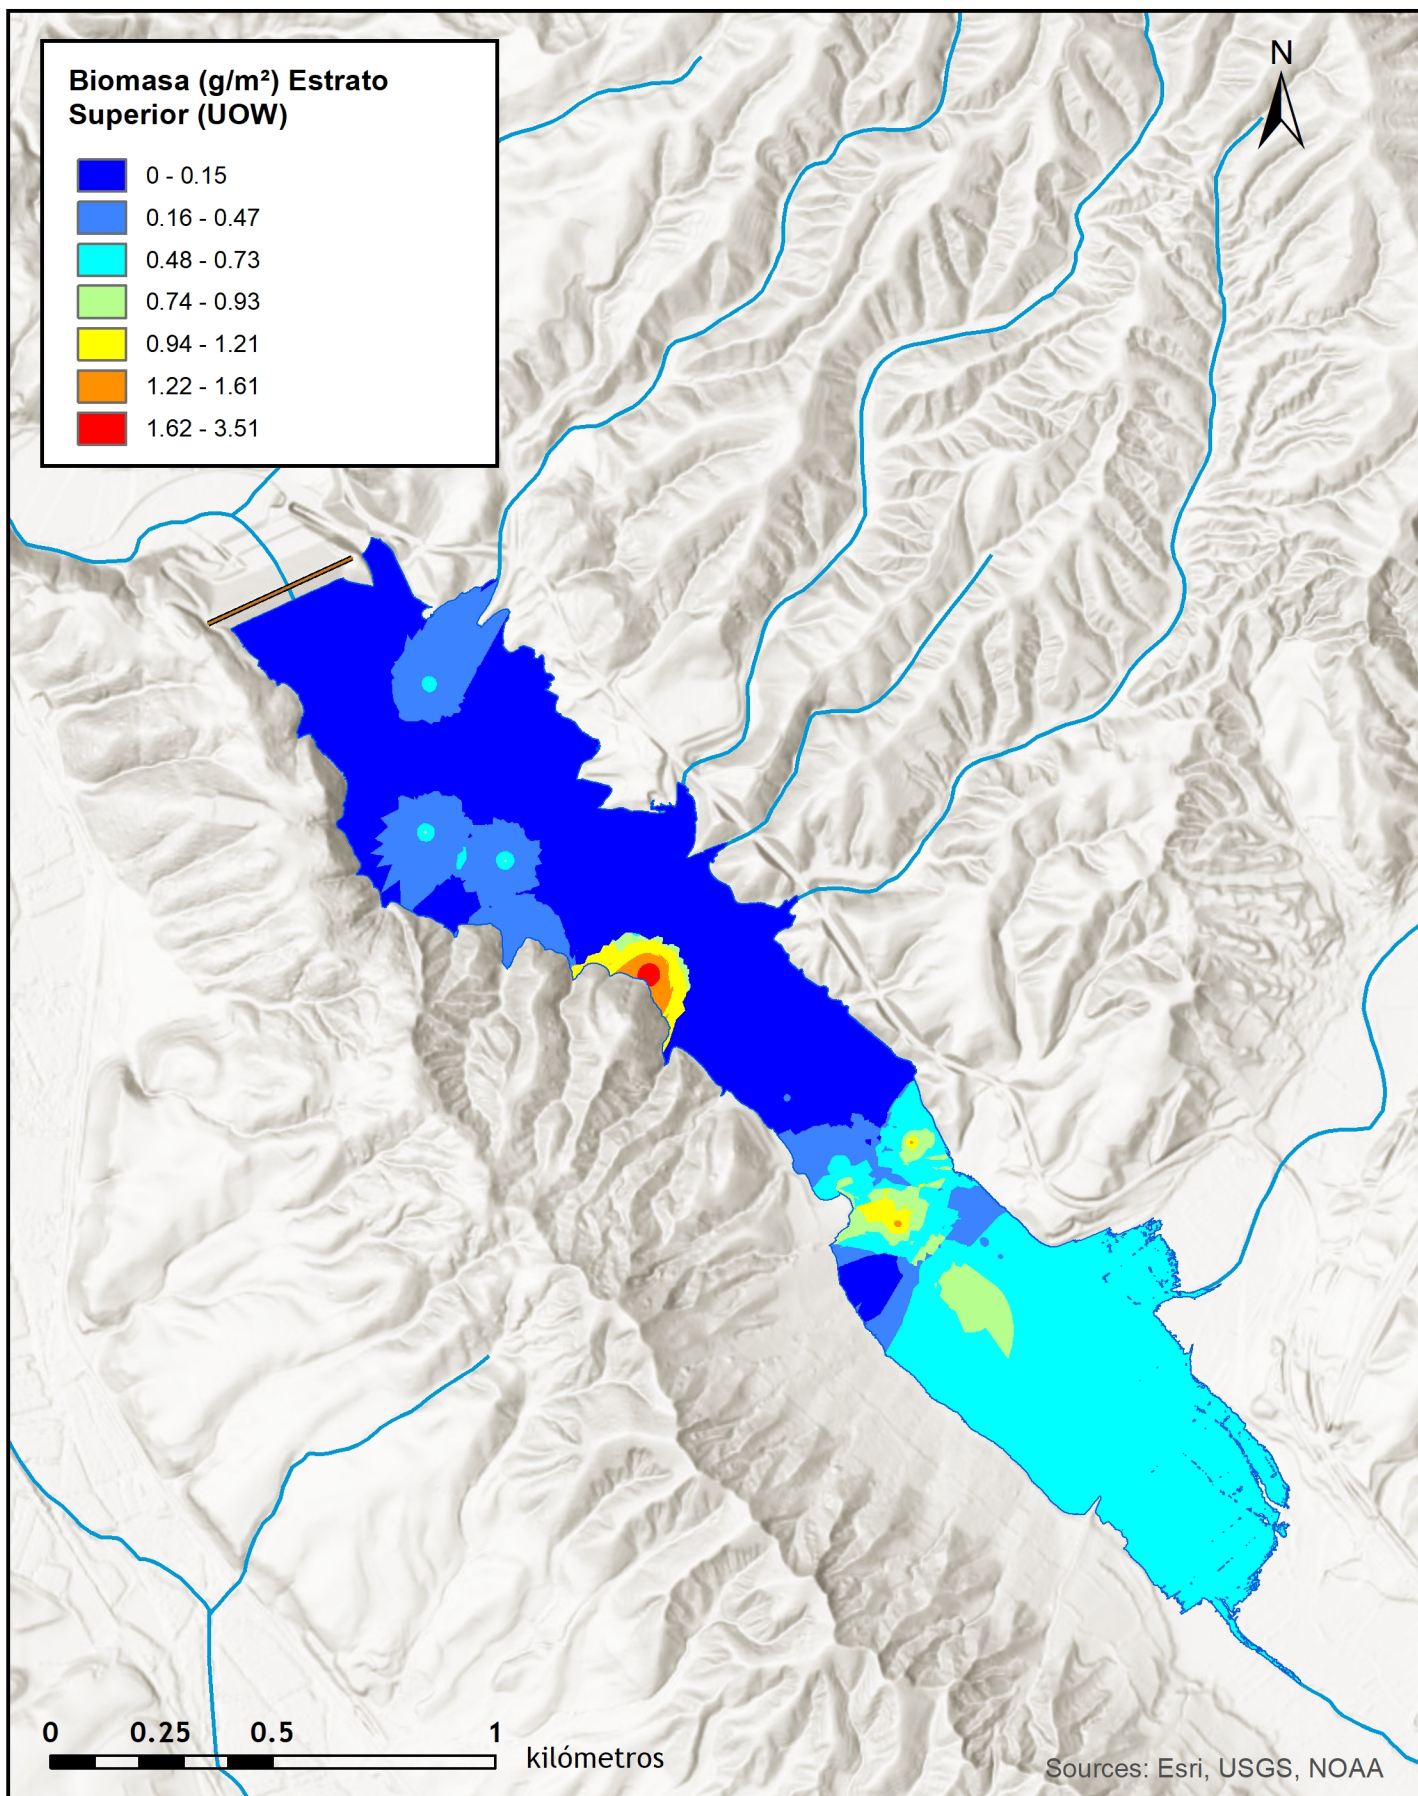 Biomasa (g/m²) Estrato
Superior (UOW)
0 - 0.15
0.16 - 0.47
0.48 - 0.73
0.74 - 0.93
0.94 - 1.21
1.22 - 1.61
1.62 - 3.51
N
0 0.25 0.5 1
kilómetros
Sources: Esri, USGS, NOAA